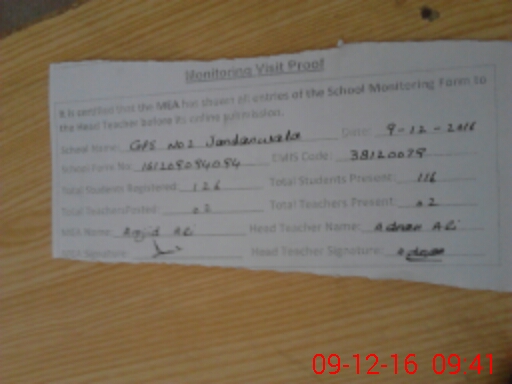 Monitoring Visit Proof
It is certified that the MEA has shown all entries of the School Monitoring Form to
the Head Teacher before its online submission.
School Name: GPS No2 Jandanwala Date: 9-12-2016
School Form No: EMIS Code: 38120079
Total Students Registered: 126 Total Students Present: 116
Total Teachers Posted: 02 Total Teachers Present: 02
MEA Name: Amjid Ali Head Teacher Name: Adnan Ali
MEA Signature: Head Teacher Signature: Adnan
09-12-16 09:41